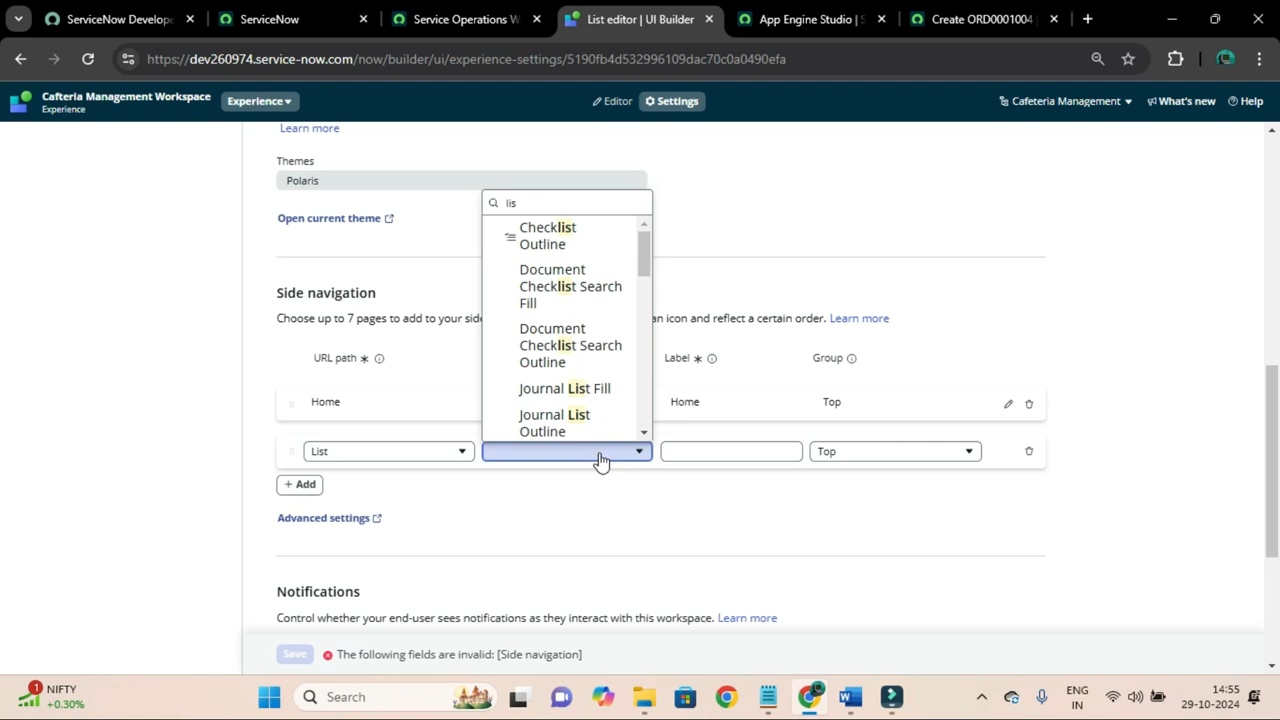 ServiceNow Develope
ServiceNow
Service Operations W
List editor | UI Builder
App Engine Studio | S
Create ORD0001004 |
https://dev260974.service-now.com/now/builder/ui/experience-settings/5190fb4d532996109dac70c0a0490efa
Cafteria Management Workspace
Experience
Experience
Editor
Settings
Cafeteria Management
What's new
Help
Learn more
Themes
Polaris
Open current theme
Side navigation
Choose up to 7 pages to add to your side
an icon and reflect a certain order. Learn more
URL path *
Label *
Group
Home
Home
Top
List
Top
lis
Checklist
Outline
Document
Checklist Search
Fill
Document
Checklist Search
Outline
Journal List Fill
Journal List
Outline
+ Add
Advanced settings
Notifications
Control whether your end-user sees notifications as they interact with this workspace. Learn more
Save
The following fields are invalid: [Side navigation]
1
NIFTY
+0.30%
Search
ENG
IN
14:55
29-10-2024